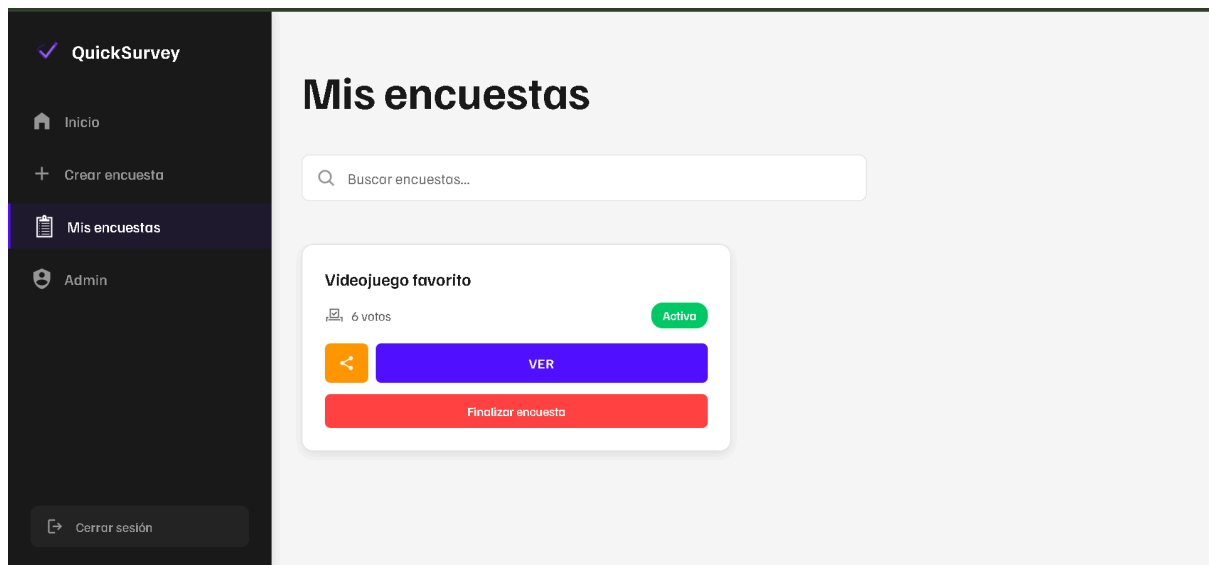 QuickSurvey
Inicio
Crear encuesta
Mis encuestas
Admin
Cerrar sesión
Mis encuestas
Buscar encuestas...
Videojuego favorito
6 votos
Activa
VER
Finalizar encuesta